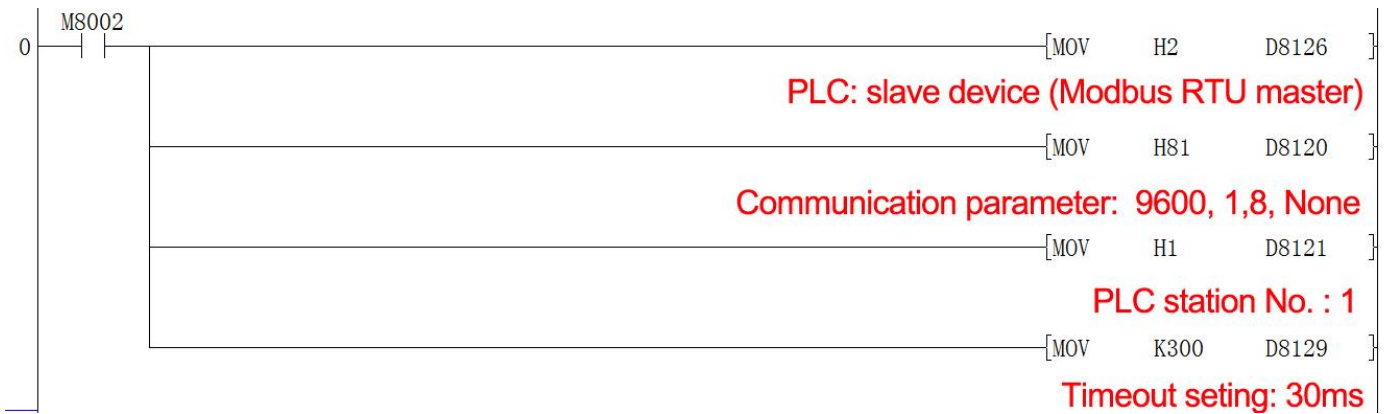 M8002
0 [MOV H2 D8126 ]
PLC: slave device (Modbus RTU master)
[MOV H81 D8120 ]
Communication parameter: 9600, 1,8, None
[MOV H1 D8121 ]
PLC station No. : 1
[MOV K300 D8129 ]
Timeout seting: 30ms